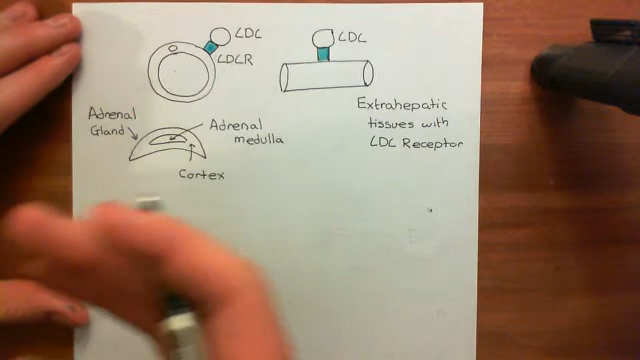 LDL
LDLR
LDL
Extrahepatic
tissues with
LDL Receptor
Adrenal
Gland
Adrenal
medulla
Cortex